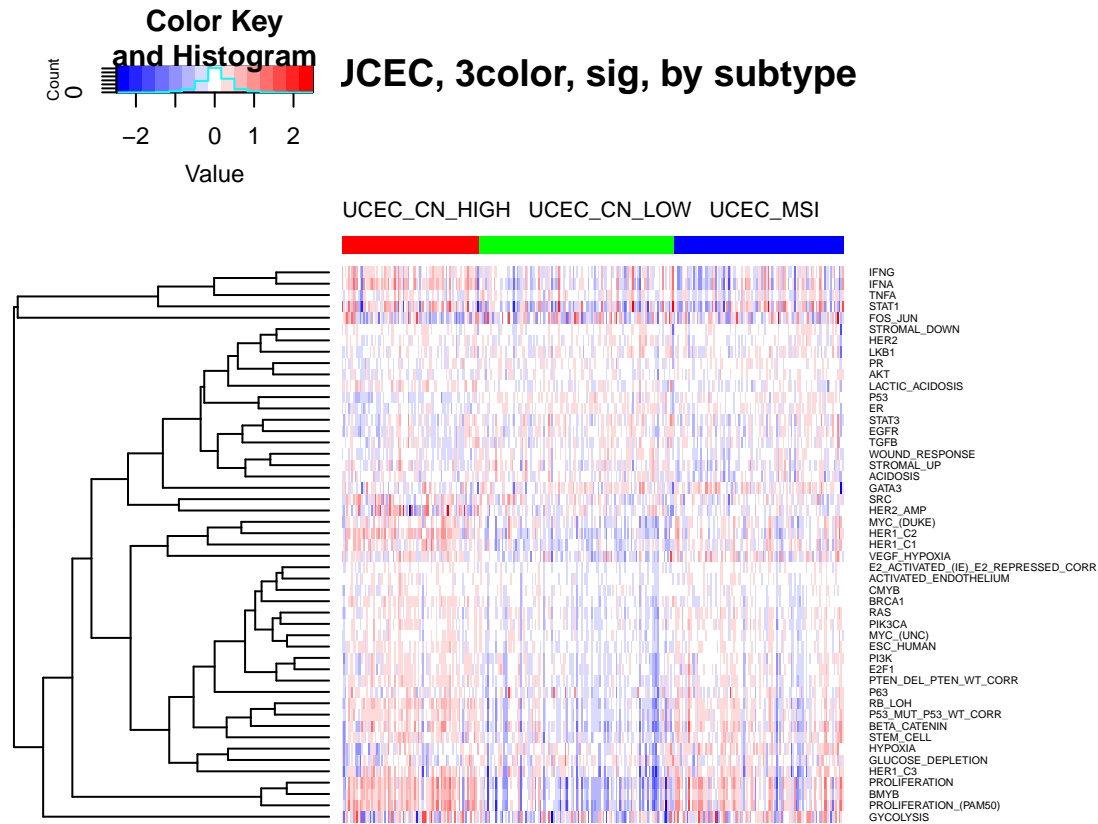 Color Key
and Histogram
JCEC, 3color, sig, by subtype
Count
0
−2 0 1 2
Value
UCEC_CN_HIGH UCEC_CN_LOW UCEC_MSI
IFNG
IFNA
TNFA
STAT1
FOS_JUN
STROMAL_DOWN
HER2
LKB1
PR
AKT
LACTIC_ACIDOSIS
P53
ER
STAT3
EGFR
TGFB
WOUND_RESPONSE
STROMAL_UP
ACIDOSIS
GATA3
SRC
HER2_AMP
MYC_(DUKE)
HER1_C2
HER1_C1
VEGF_HYPOXIA
E2_ACTIVATED_(IE)_E2_REPRESSED_CORR
ACTIVATED_ENDOTHELIUM
CMYB
BRCA1
RAS
PIK3CA
MYC_(UNC)
ESC_HUMAN
PI3K
E2F1
PTEN_DEL_PTEN_WT_CORR
P63
RB_LOH
P53_MUT_P53_WT_CORR
BETA_CATENIN
STEM_CELL
HYPOXIA
GLUCOSE_DEPLETION
HER1_C3
PROLIFERATION
BMYB
PROLIFERATION_(PAM50)
GYCOLYSIS